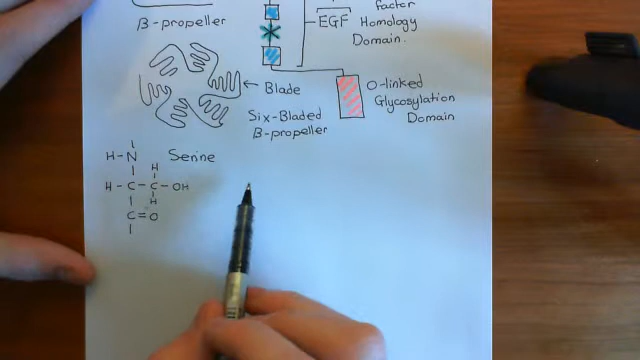 factor
EGF Homology
Domain.
β-propeller
Blade
O-linked
Glycosylation
Domain
Six-Bladed
β-propeller
H-N Serine
H
H-C-C-OH
H
C=O